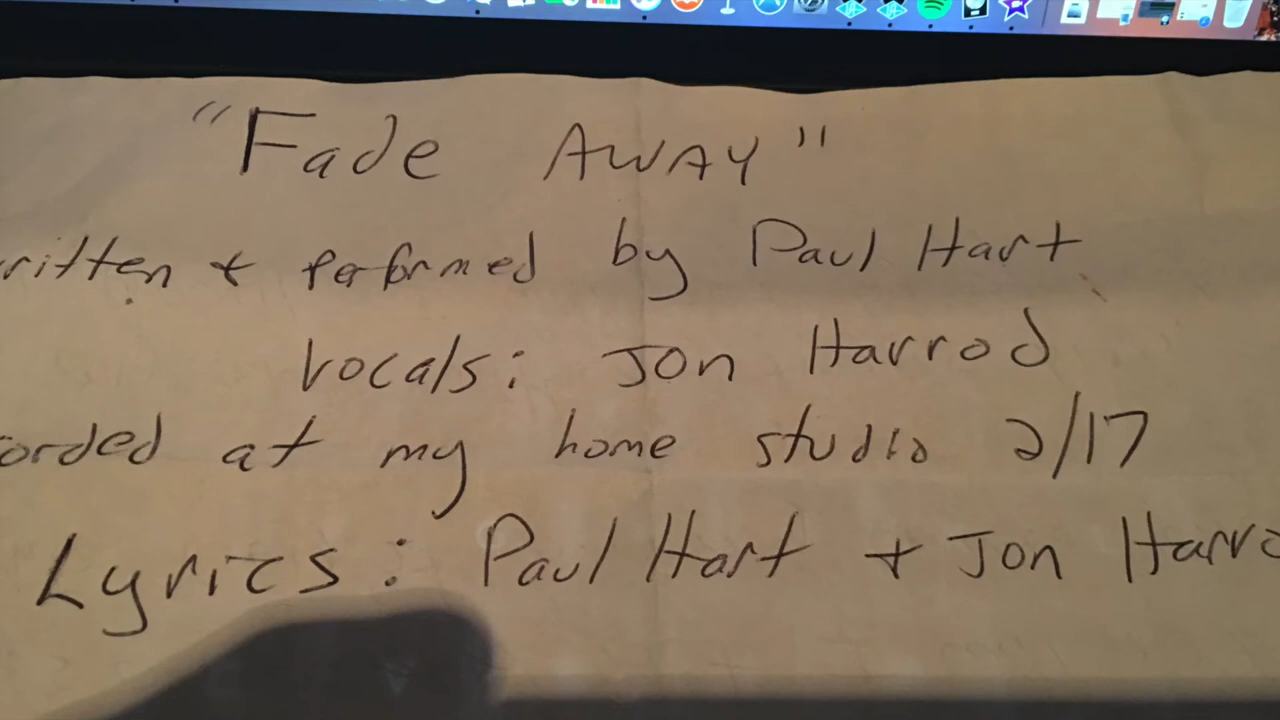 "Fade AWAY"
ritten & performed by Paul Hart
vocals: Jon Harrod
orded at my home studio 2/17
Lyrics: Paul Hart + Jon Harro